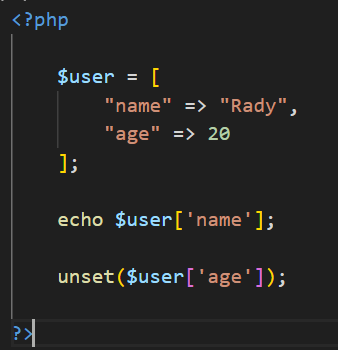 <?php
$user = [
"name" => "Rady",
"age" => 20
];
echo $user['name'];
unset($user['age']);
?>